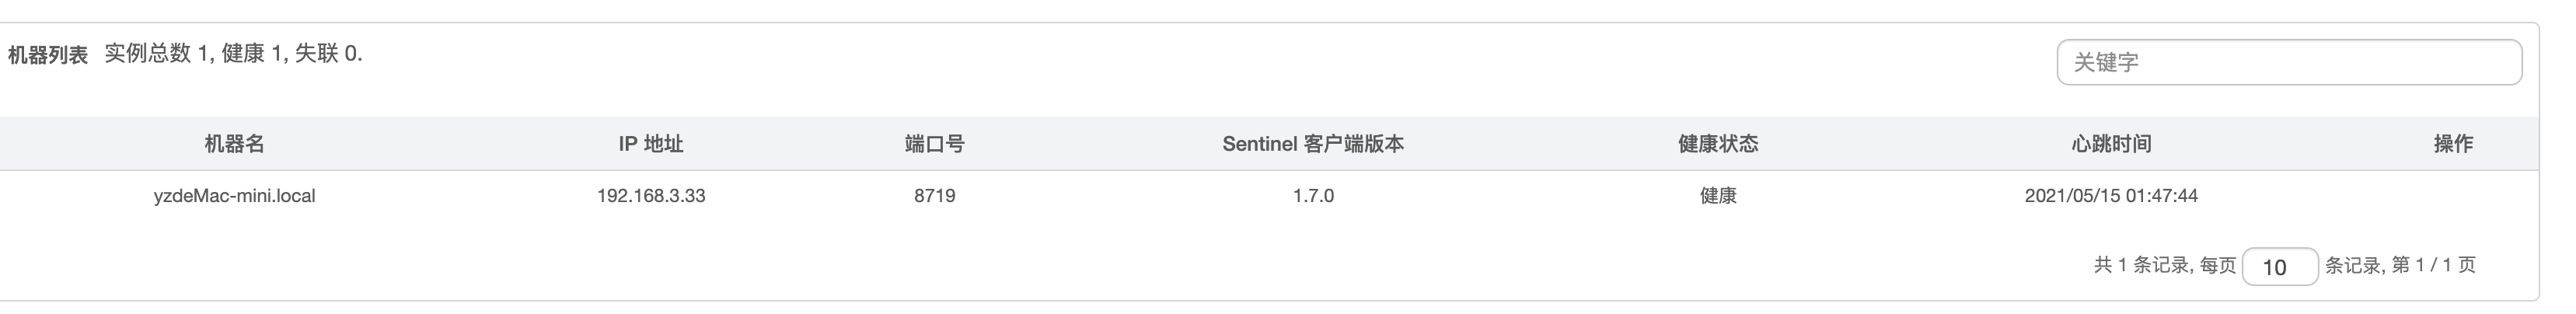 机器列表 实例总数 1, 健康 1, 失联 0.
关键字
机器名 IP 地址 端口号 Sentinel 客户端版本 健康状态 心跳时间 操作
yzdeMac-mini.local 192.168.3.33 8719 1.7.0 健康 2021/05/15 01:47:44
共 1 条记录, 每页 10 条记录, 第 1 / 1 页